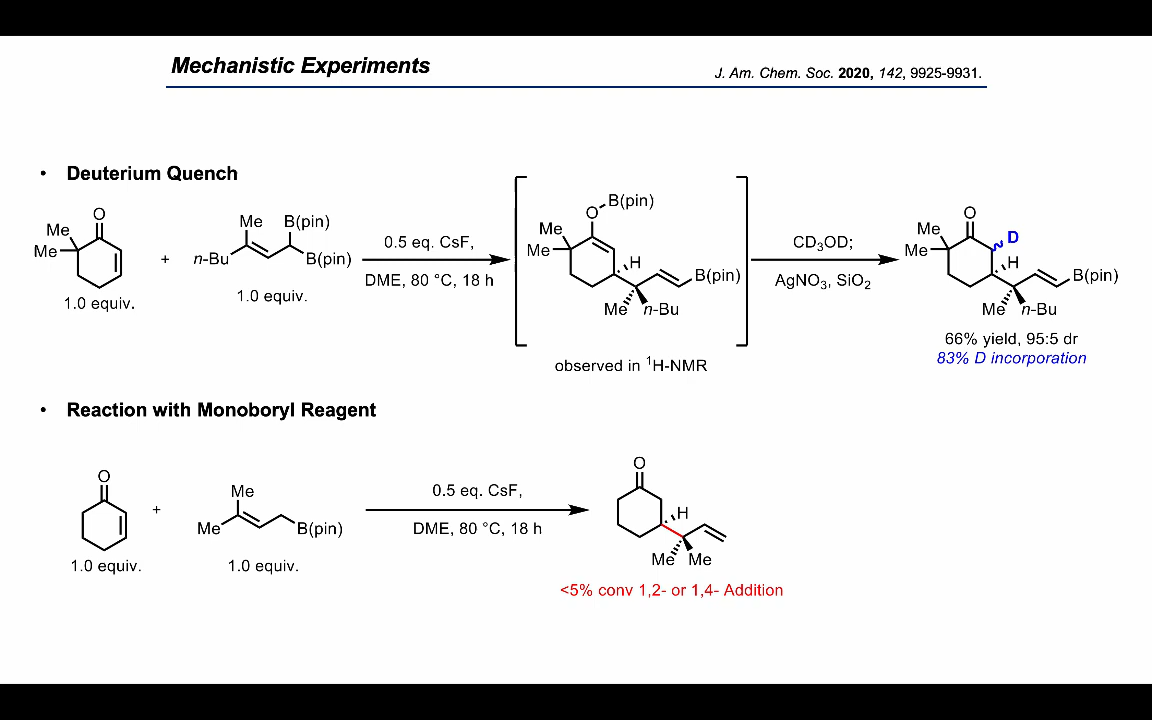 Mechanistic Experiments
J. Am. Chem. Soc. 2020, 142, 9925-9931.
• Deuterium Quench
O
Me
Me
1.0 equiv.
+
Me B(pin)
n-Bu
B(pin)
1.0 equiv.
0.5 eq. CsF,
DME, 80 °C, 18 h
B(pin)
O
Me
Me
H
B(pin)
Me n-Bu
observed in ¹H-NMR
CD₃OD;
AgNO₃, SiO₂
O
D
Me
Me
H
B(pin)
Me n-Bu
66% yield, 95:5 dr
83% D incorporation
• Reaction with Monoboryl Reagent
O
1.0 equiv.
+
Me
Me
B(pin)
1.0 equiv.
0.5 eq. CsF,
DME, 80 °C, 18 h
O
H
Me Me
<5% conv 1,2- or 1,4- Addition